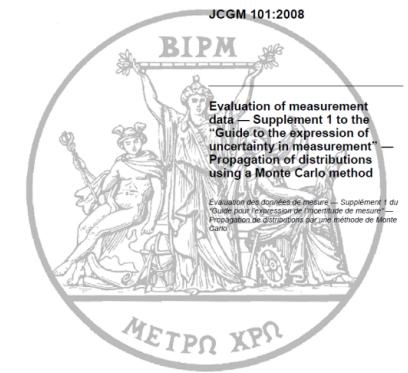 JCGM 101:2008
BIPM
Evaluation of measurement
data — Supplement 1 to the
“Guide to the expression of
uncertainty in measurement” —
Propagation of distributions
using a Monte Carlo method
Évaluation des données de mesure — Supplément 1 du
"Guide pour l'expression de l'incertitude de mesure" —
Propagation de distributions par une méthode de Monte
Carlo
ΜΕΤΡΩ ΧΡΩ